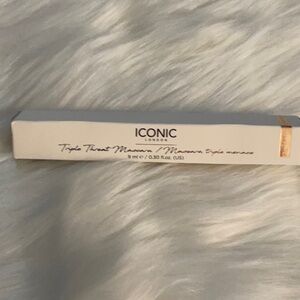 ICONIC
LONDON
Triple Threat Mascara / Mascara triple menace
9 ml e / 0.30 fl.oz. (US)